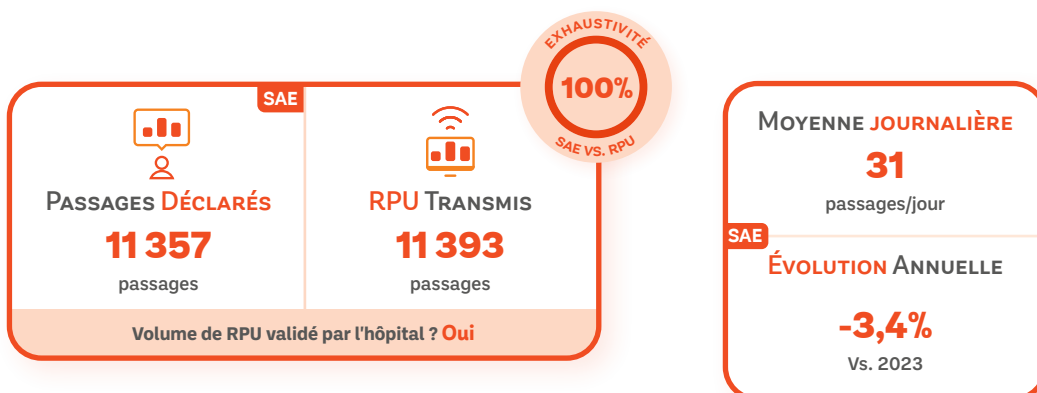 EXHAUSTIVITÉ
100%
SAE VS. RPU
SAE
PASSAGES DÉCLARÉS
11 357
passages
RPU TRANSMIS
11 393
passages
Volume de RPU validé par l'hôpital ? Oui
MOYENNE JOURNALIÈRE
31
passages/jour
SAE
ÉVOLUTION ANNUELLE
-3,4%
Vs. 2023